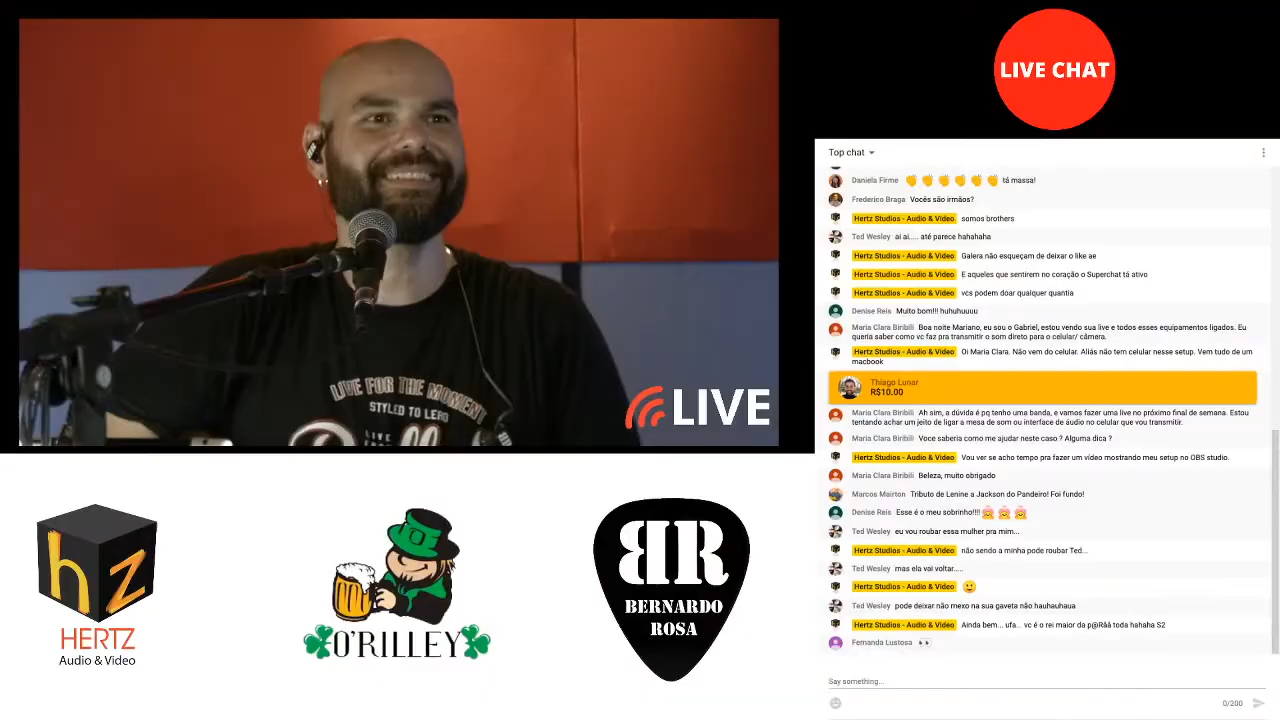 LIVE FOR THE MOMENT
STYLED TO LEAD
LIVE
LIVE
LIVE CHAT
Top chat
Daniela Firme 👏👏👏👏👏👏 tá massa!
Frederico Braga Vocês são irmãos?
Hertz Studios - Audio & Video somos brothers
Ted Wesley ai ai..... até parece hahahaha
Hertz Studios - Audio & Video Galera não esqueçam de deixar o like ae
Hertz Studios - Audio & Video E aqueles que sentirem no coração o Superchat tá ativo
Hertz Studios - Audio & Video vcs podem doar qualquer quantia
Denise Reis Muito bom!!! huhuhuuuu
Maria Clara Biribili Boa noite Mariano, eu sou o Gabriel, estou vendo sua live e todos esses equipamentos ligados. Eu
queria saber como vc faz pra transmitir o som direto para o celular/ câmera.
Hertz Studios - Audio & Video Oi Maria Clara. Não vem do celular. Aliás não tem celular nesse setup. Vem tudo de um
macbook
Thiago Lunar
R$10.00
Maria Clara Biribili Ah sim, a dúvida é pq tenho uma banda, e vamos fazer uma live no próximo final de semana. Estou
tentando achar um jeito de ligar a mesa de som ou interface de áudio no celular que vou transmitir.
Maria Clara Biribili Voce saberia como me ajudar neste caso ? Alguma dica ?
Hertz Studios - Audio & Video Vou ver se acho tempo pra fazer um vídeo mostrando meu setup no OBS studio.
Maria Clara Biribili Beleza, muito obrigado
Marcos Mairton Tributo de Lenine a Jackson do Pandeiro! Foi fundo!
Denise Reis Esse é o meu sobrinho!!!!
Ted Wesley eu vou roubar essa mulher pra mim...
Hertz Studios - Audio & Video não sendo a minha pode roubar Ted...
Ted Wesley mas ela vai voltar.....
Hertz Studios - Audio & Video 🙂
Ted Wesley pode deixar não mexo na sua gaveta não hauhauhaua
Hertz Studios - Audio & Video Ainda bem... ufa.. vc é o rei maior da p@Rââ toda hahaha S2
Fernanda Lustosa 👀
Say something...
0/200
hz
HERTZ
Audio & Video
O'RILLEY
BR
BERNARDO
ROSA